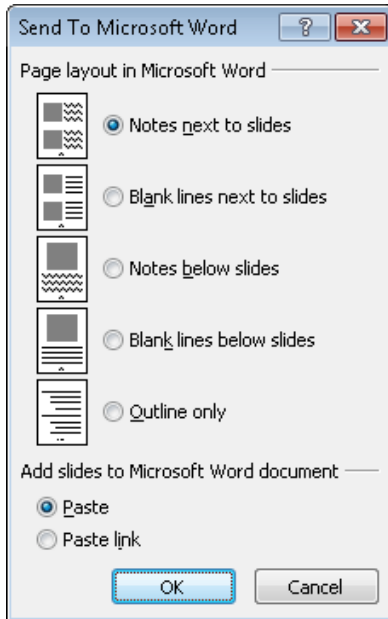 Send To Microsoft Word
?
Page layout in Microsoft Word
Notes next to slides
Blank lines next to slides
Notes below slides
Blank lines below slides
Outline only
Add slides to Microsoft Word document
Paste
Paste link
OK Cancel